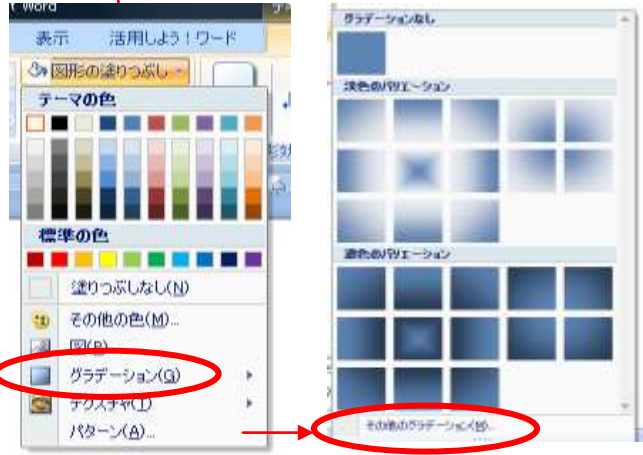 Word
表示 活用しよう！ワード
図形の塗りつぶし
テーマの色
標準の色
塗りつぶしなし(N)
その他の色(M)...
図(P)...
グラデーション(G)
テクスチャ(T)
パターン(A)...
グラデーションなし
淡色のバリエーション
濃色のバリエーション
その他のグラデーション(M)...